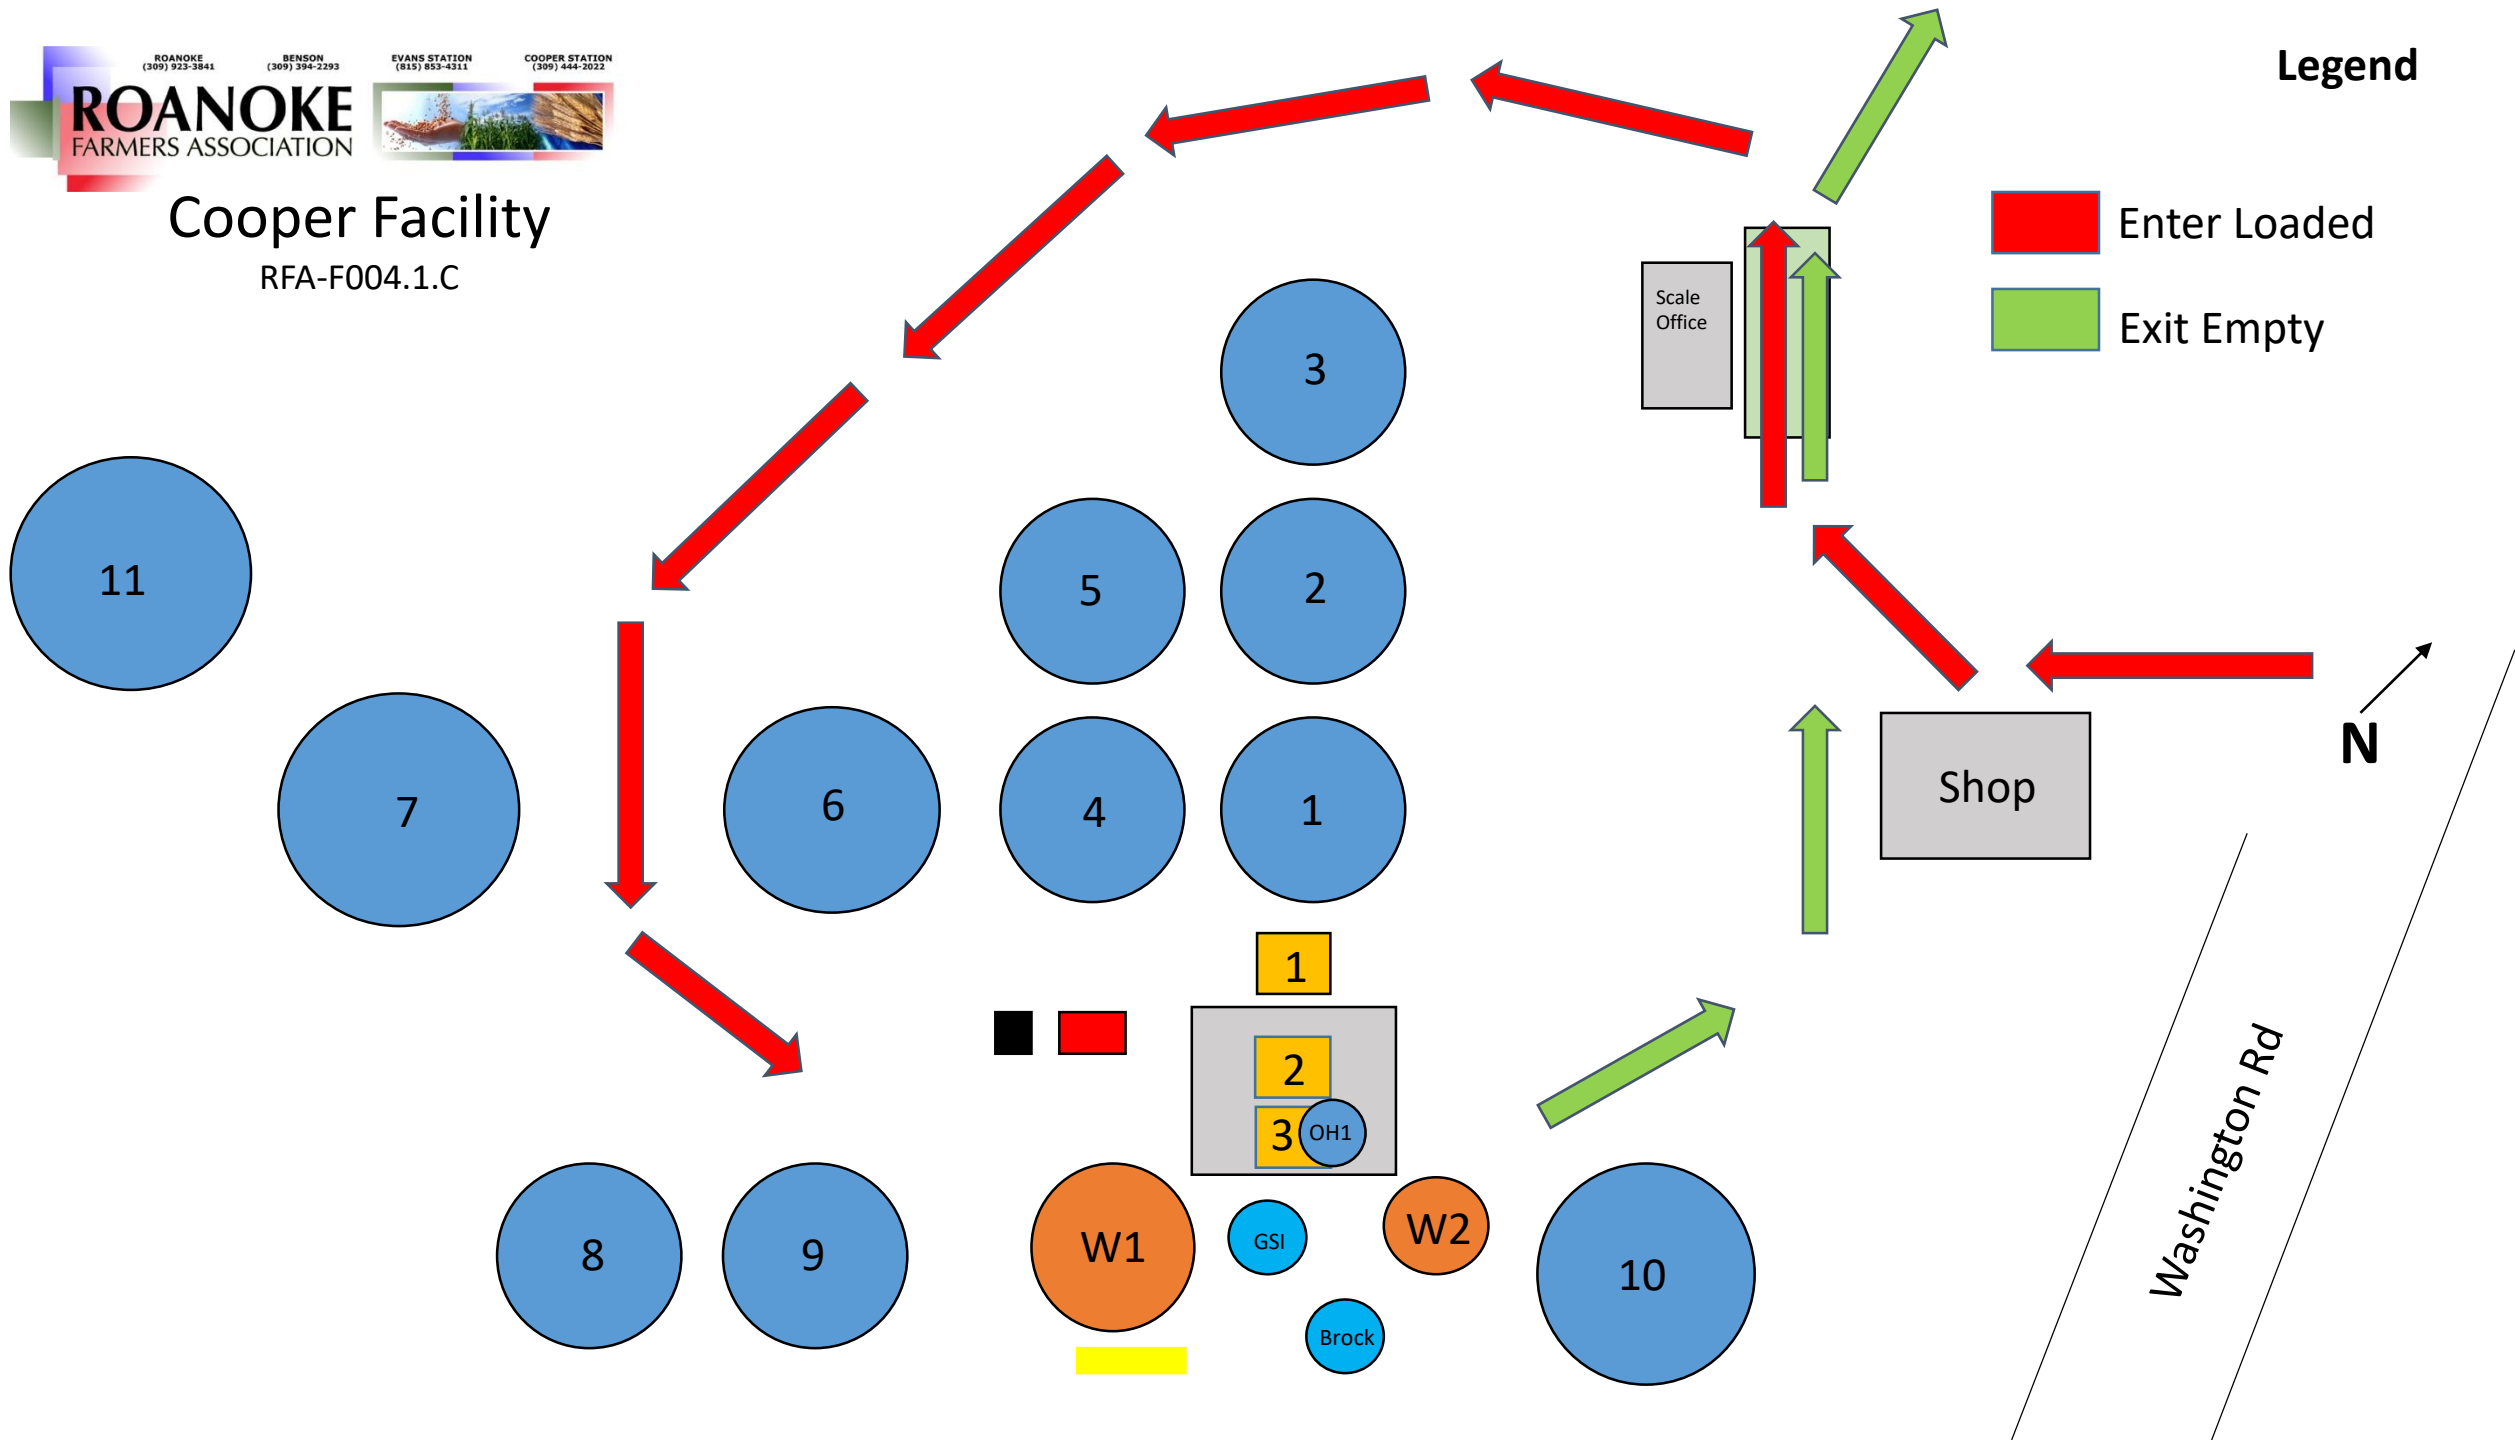 ROANOKE
(309) 923-3841
BENSON
(309) 394-2293
EVANS STATION
(815) 853-4311
COOPER STATION
(309) 444-2022
ROANOKE
FARMERS ASSOCIATION
Cooper Facility
RFA-F004.1.C
Legend
Enter Loaded
Exit Empty
Scale
Office
3
11
5
2
7
6
4
1
Shop
N
1
2
3
OH1
Washington Rd
8
9
W1
GSI
W2
10
Brock